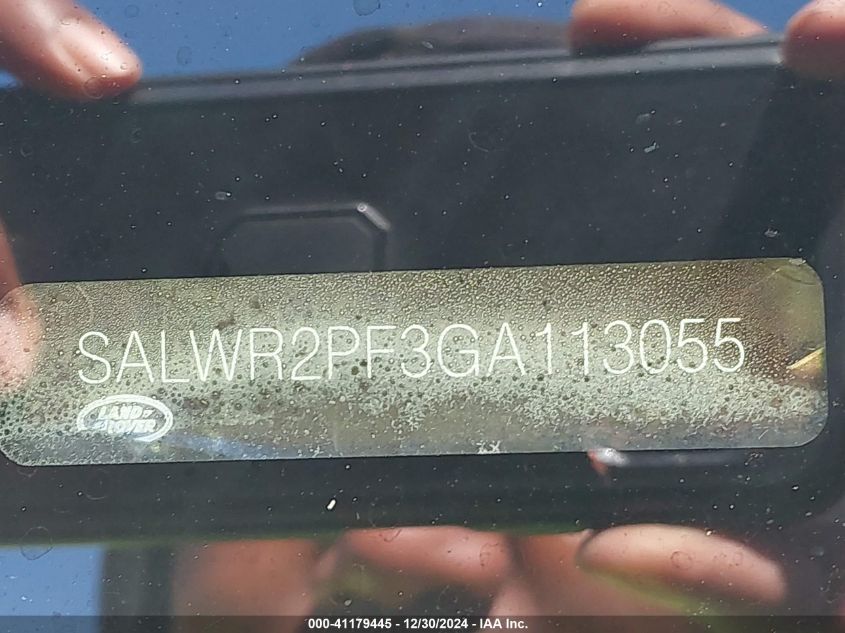 SALWR2PF3GA113055
LAND
ROVER
000-41179445 - 12/30/2024 - IAA Inc.